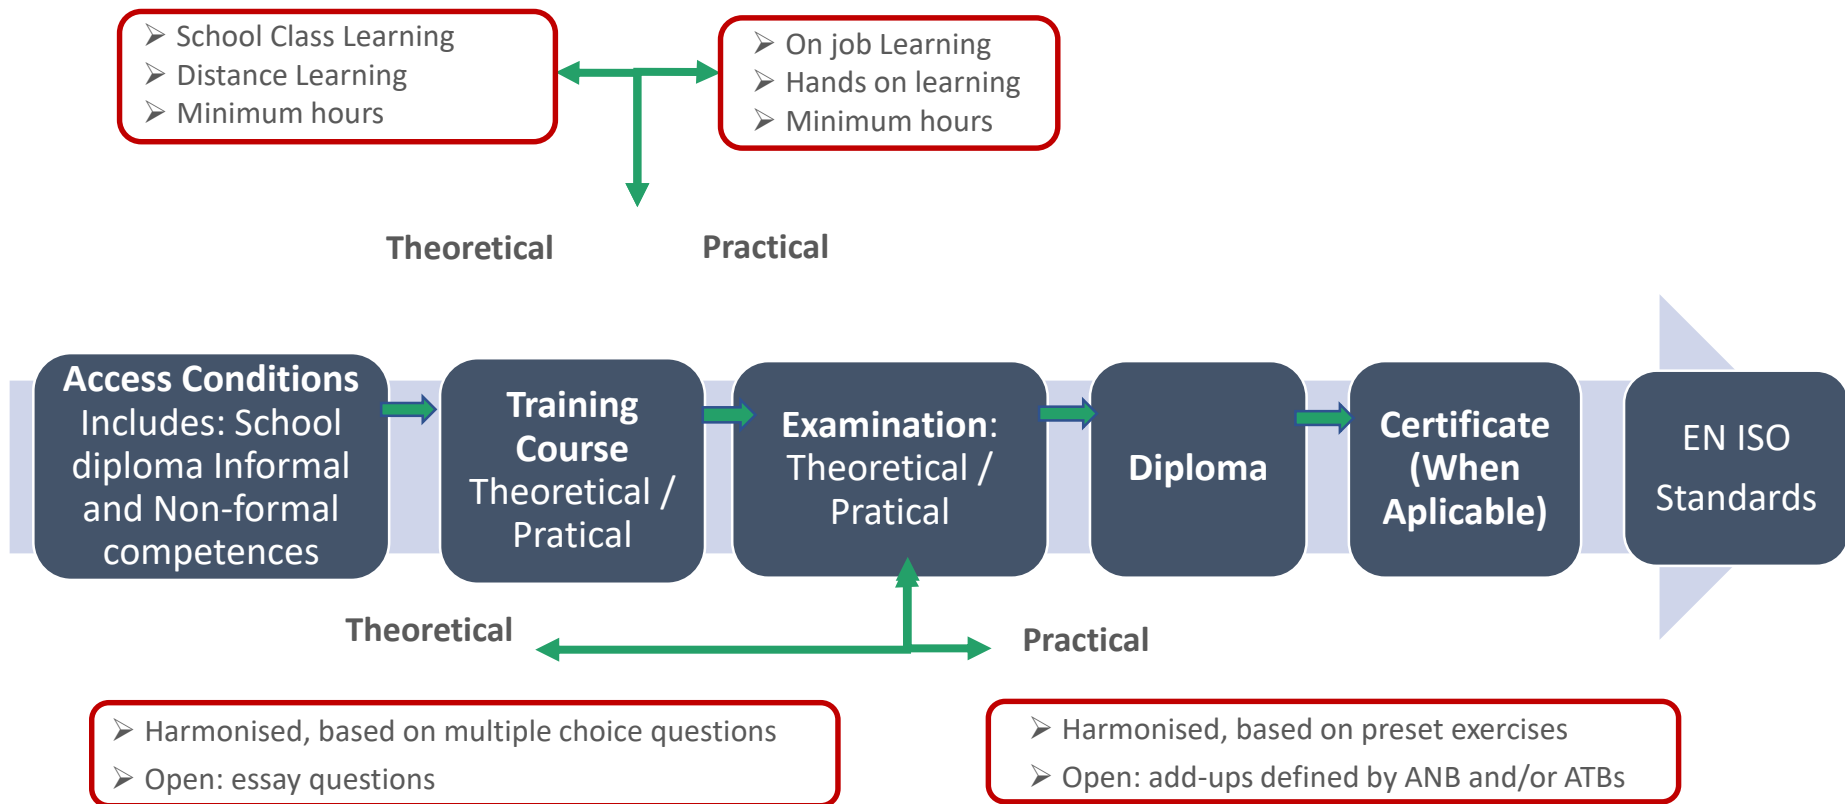 ➢ School Class Learning
➢ Distance Learning
➢ Minimum hours
➢ On job Learning
➢ Hands on learning
➢ Minimum hours
Theoretical
Practical
Access Conditions
Includes: School
diploma Informal
and Non-formal
competences
Training
Course
Theoretical /
Pratical
Examination:
Theoretical /
Pratical
Diploma
Certificate
(When
Aplicable)
EN ISO
Standards
Theoretical
Practical
➢ Harmonised, based on multiple choice questions
➢ Open: essay questions
➢ Harmonised, based on preset exercises
➢ Open: add-ups defined by ANB and/or ATBs